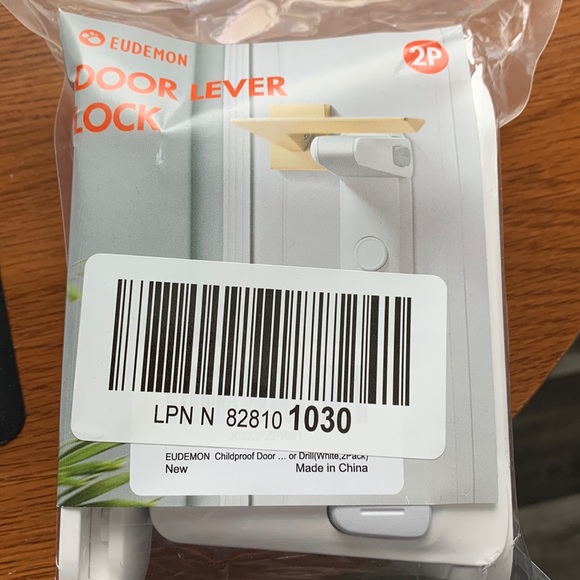 EUDEMON
2P
DOOR LEVER
LOCK
LPN N 82810 1030
EUDEMON Childproof Door ... or Drill(White,2Pack)
New Made in China